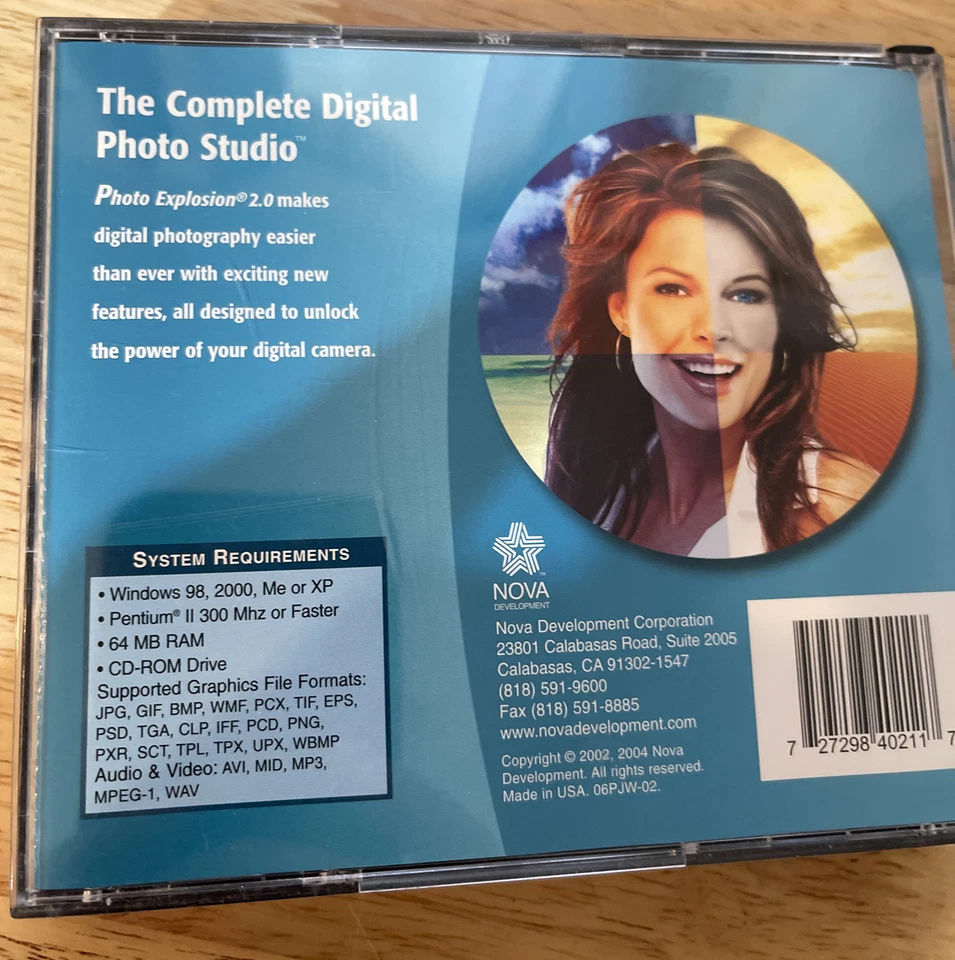 The Complete Digital
Photo Studio™
Photo Explosion® 2.0 makes
digital photography easier
than ever with exciting new
features, all designed to unlock
the power of your digital camera.
SYSTEM REQUIREMENTS
• Windows 98, 2000, Me or XP
• Pentium® II 300 Mhz or Faster
• 64 MB RAM
• CD-ROM Drive
Supported Graphics File Formats:
JPG, GIF, BMP, WMF, PCX, TIF, EPS,
PSD, TGA, CLP, IFF, PCD, PNG,
PXR, SCT, TPL, TPX, UPX, WBMP
Audio & Video: AVI, MID, MP3,
MPEG-1, WAV
NOVA
DEVELOPMENT
Nova Development Corporation
23801 Calabasas Road, Suite 2005
Calabasas, CA 91302-1547
(818) 591-9600
Fax (818) 591-8885
www.novadevelopment.com
Copyright © 2002, 2004 Nova
Development. All rights reserved.
Made in USA. 06PJW-02.
7 27298 40211 7